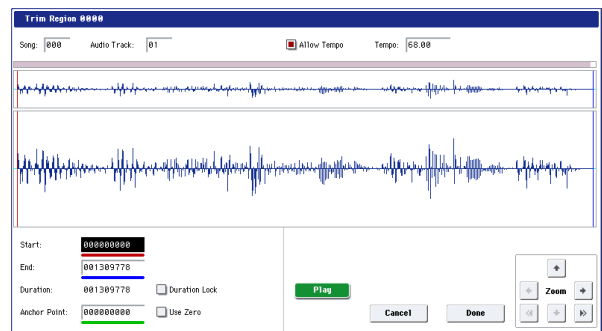 Trim Region 0000
Song: 000 Audio Track: 01 Allow Tempo Tempo: 68.00
Start: 000000000
End: 001309778
Duration: 001309778 Duration Lock
Anchor Point: 000000000 Use Zero
Play
Cancel Done
Zoom